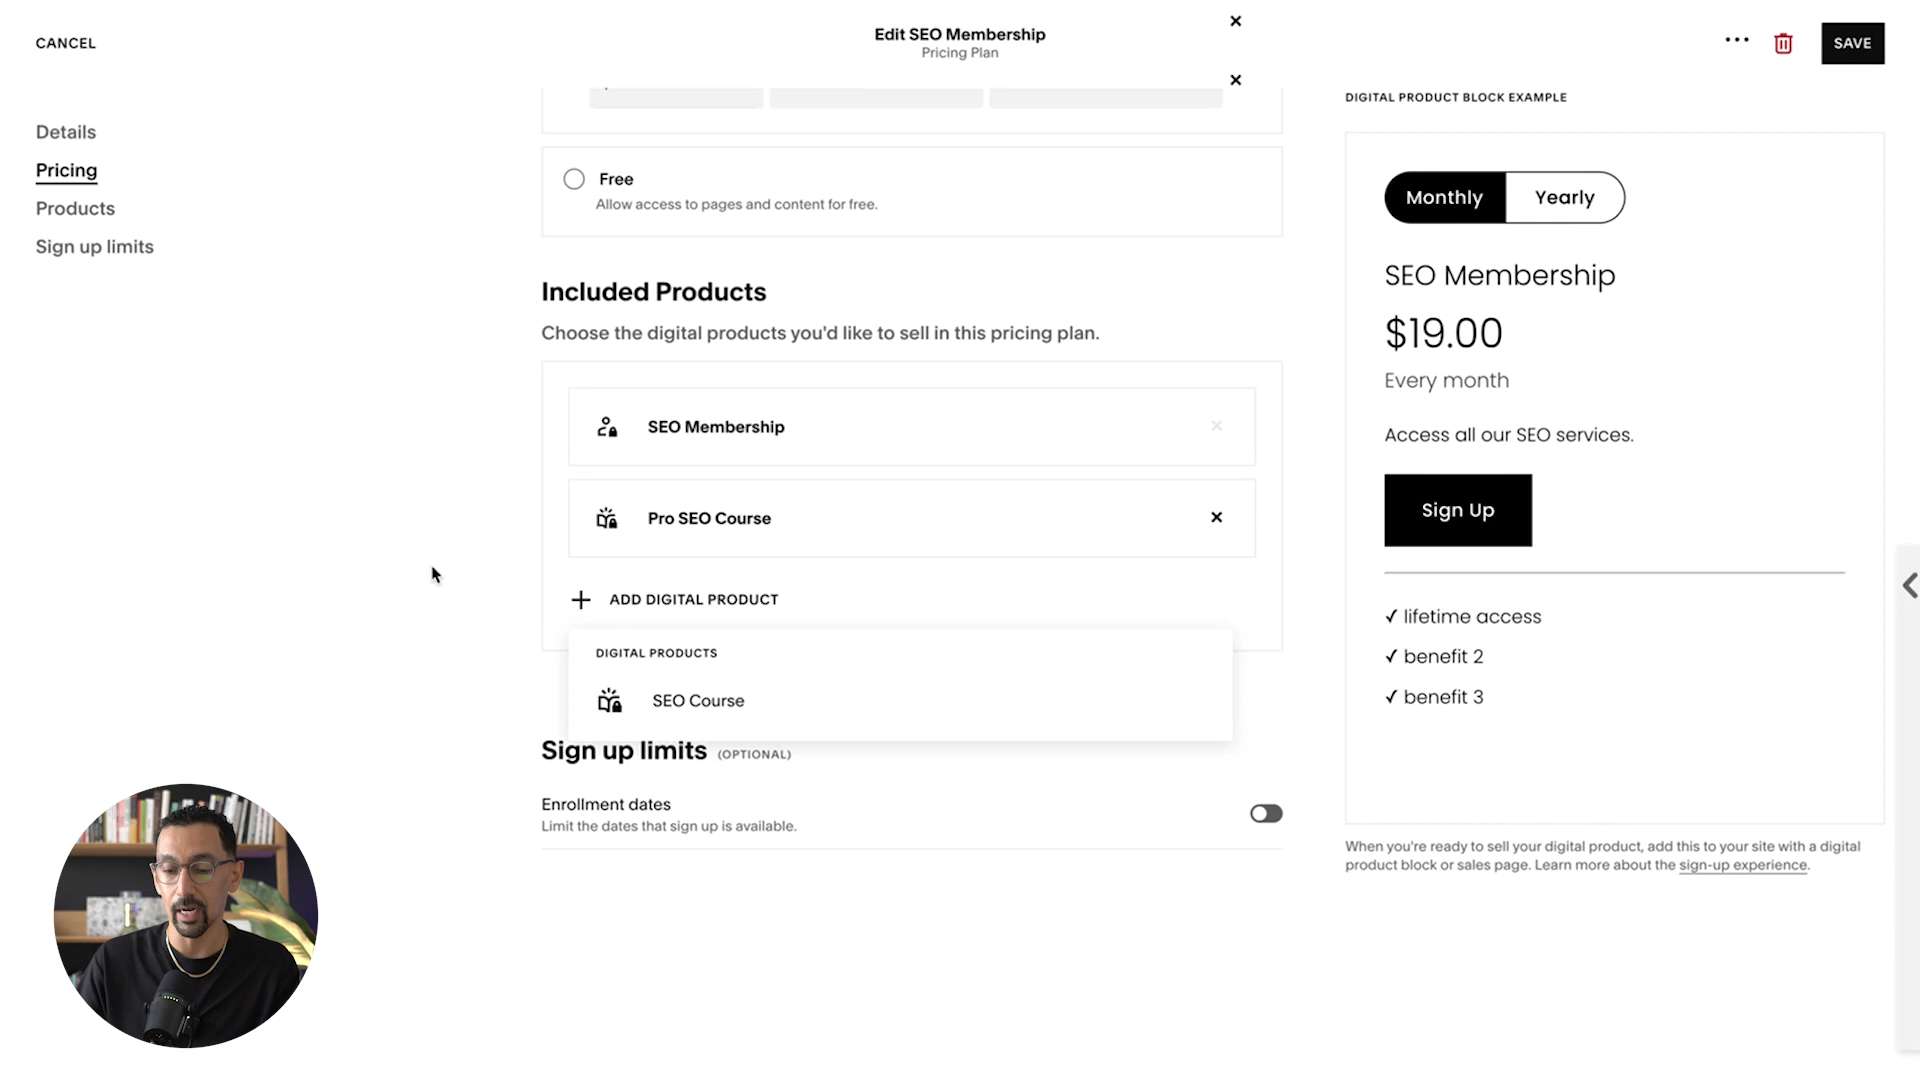 CANCEL
Edit SEO Membership
Pricing Plan
SAVE
Details
Pricing
Products
Sign up limits
Free
Allow access to pages and content for free.
Included Products
Choose the digital products you'd like to sell in this pricing plan.
SEO Membership
Pro SEO Course
ADD DIGITAL PRODUCT
DIGITAL PRODUCTS
SEO Course
Sign up limits (OPTIONAL)
Enrollment dates
Limit the dates that sign up is available.
DIGITAL PRODUCT BLOCK EXAMPLE
Monthly Yearly
SEO Membership
$19.00
Every month
Access all our SEO services.
Sign Up
✓ lifetime access
✓ benefit 2
✓ benefit 3
When you're ready to sell your digital product, add this to your site with a digital
product block or sales page. Learn more about the sign-up experience.